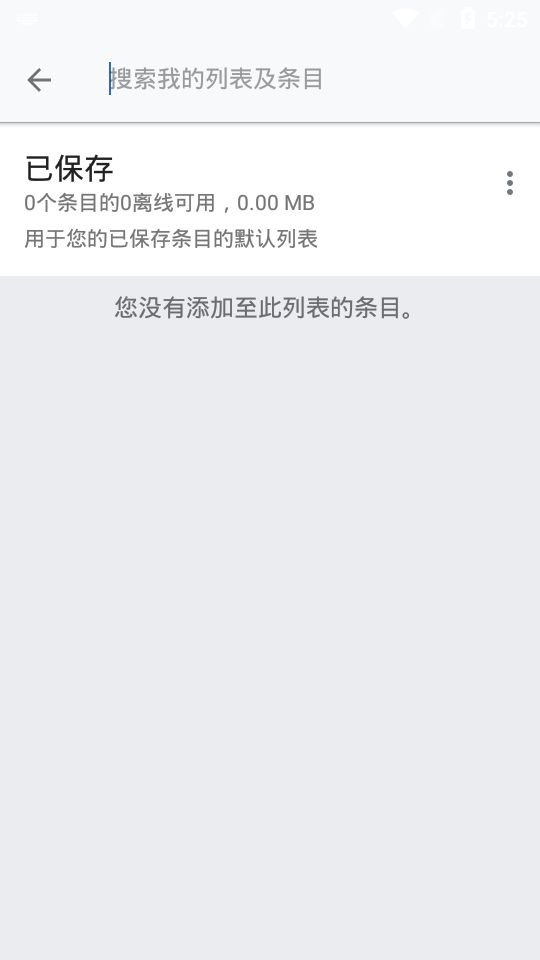 5:25
搜索我的列表及条目
已保存
0个条目的0离线可用，0.00 MB
用于您的已保存条目的默认列表
您没有添加至此列表的条目。